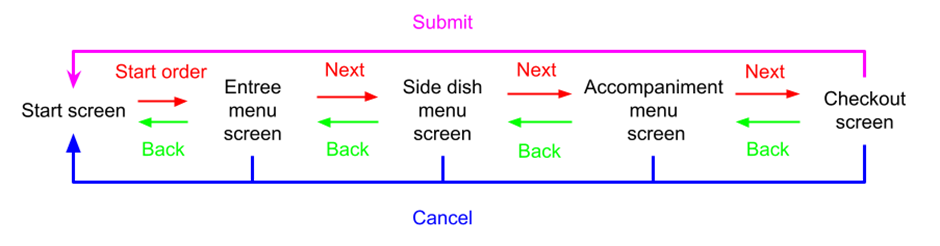 Submit
Start order
Next
Next
Next
Start screen
Entree
menu
screen
Side dish
menu
screen
Accompaniment
menu
screen
Checkout
screen
Back
Back
Back
Back
Cancel